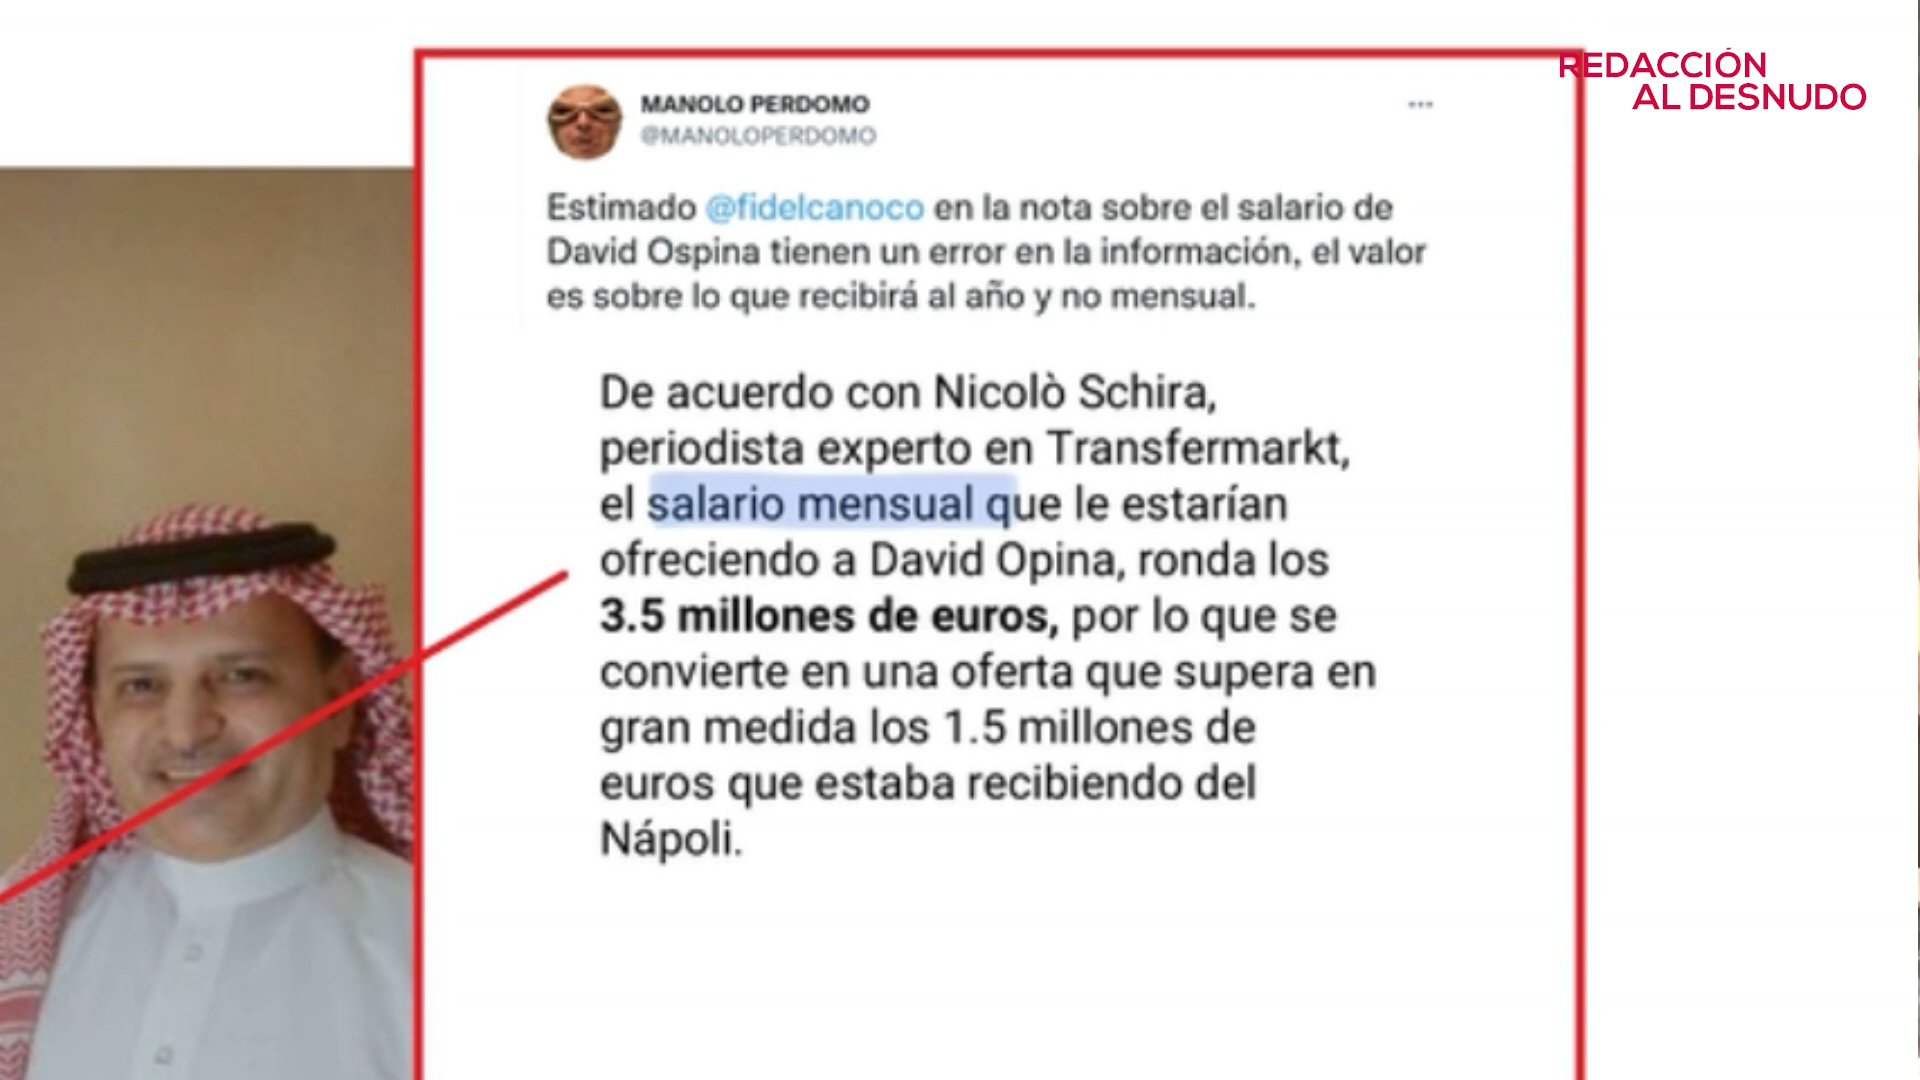 REDACCIÓN
AL DESNUDO
MANOLO PERDOMO
@MANOLOPERDOMO
Estimado @fidelcanoco en la nota sobre el salario de
David Ospina tienen un error en la información, el valor
es sobre lo que recibirá al año y no mensual.
De acuerdo con Nicolò Schira,
periodista experto en Transfermarkt,
el salario mensual que le estarían
ofreciendo a David Opina, ronda los
3.5 millones de euros, por lo que se
convierte en una oferta que supera en
gran medida los 1.5 millones de
euros que estaba recibiendo del
Nápoli.